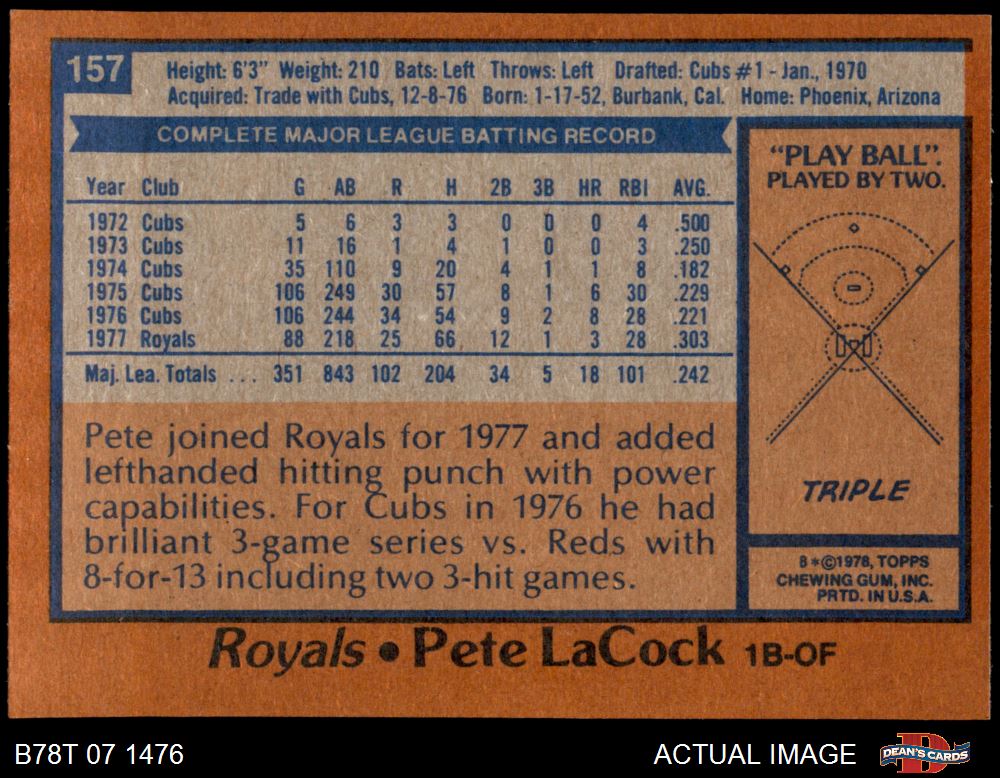 157
Height: 6'3" Weight: 210 Bats: Left Throws: Left Drafted: Cubs #1 - Jan., 1970
Acquired: Trade with Cubs, 12-8-76 Born: 1-17-52, Burbank, Cal. Home: Phoenix, Arizona
COMPLETE MAJOR LEAGUE BATTING RECORD
Year Club G AB R H 2B 3B HR RBI AVG.
1972 Cubs 5 6 3 3 0 0 0 4 .500
1973 Cubs 11 16 1 4 1 0 0 3 .250
1974 Cubs 35 110 9 20 4 1 1 8 .182
1975 Cubs 106 249 30 57 8 1 6 30 .229
1976 Cubs 106 244 34 54 9 2 8 28 .221
1977 Royals 88 218 25 66 12 1 3 28 .303
Maj. Lea. Totals ... 351 843 102 204 34 5 18 101 .242
Pete joined Royals for 1977 and added
lefthanded hitting punch with power
capabilities. For Cubs in 1976 he had
brilliant 3-game series vs. Reds with
8-for-13 including two 3-hit games.
"PLAY BALL".
PLAYED BY TWO.
TRIPLE
B*©1978, TOPPS
CHEWING GUM, INC.
PRTD. IN U.S.A.
Royals • Pete LaCock 1B-OF
B78T 07 1476
ACTUAL IMAGE
D
DEAN'S CARDS